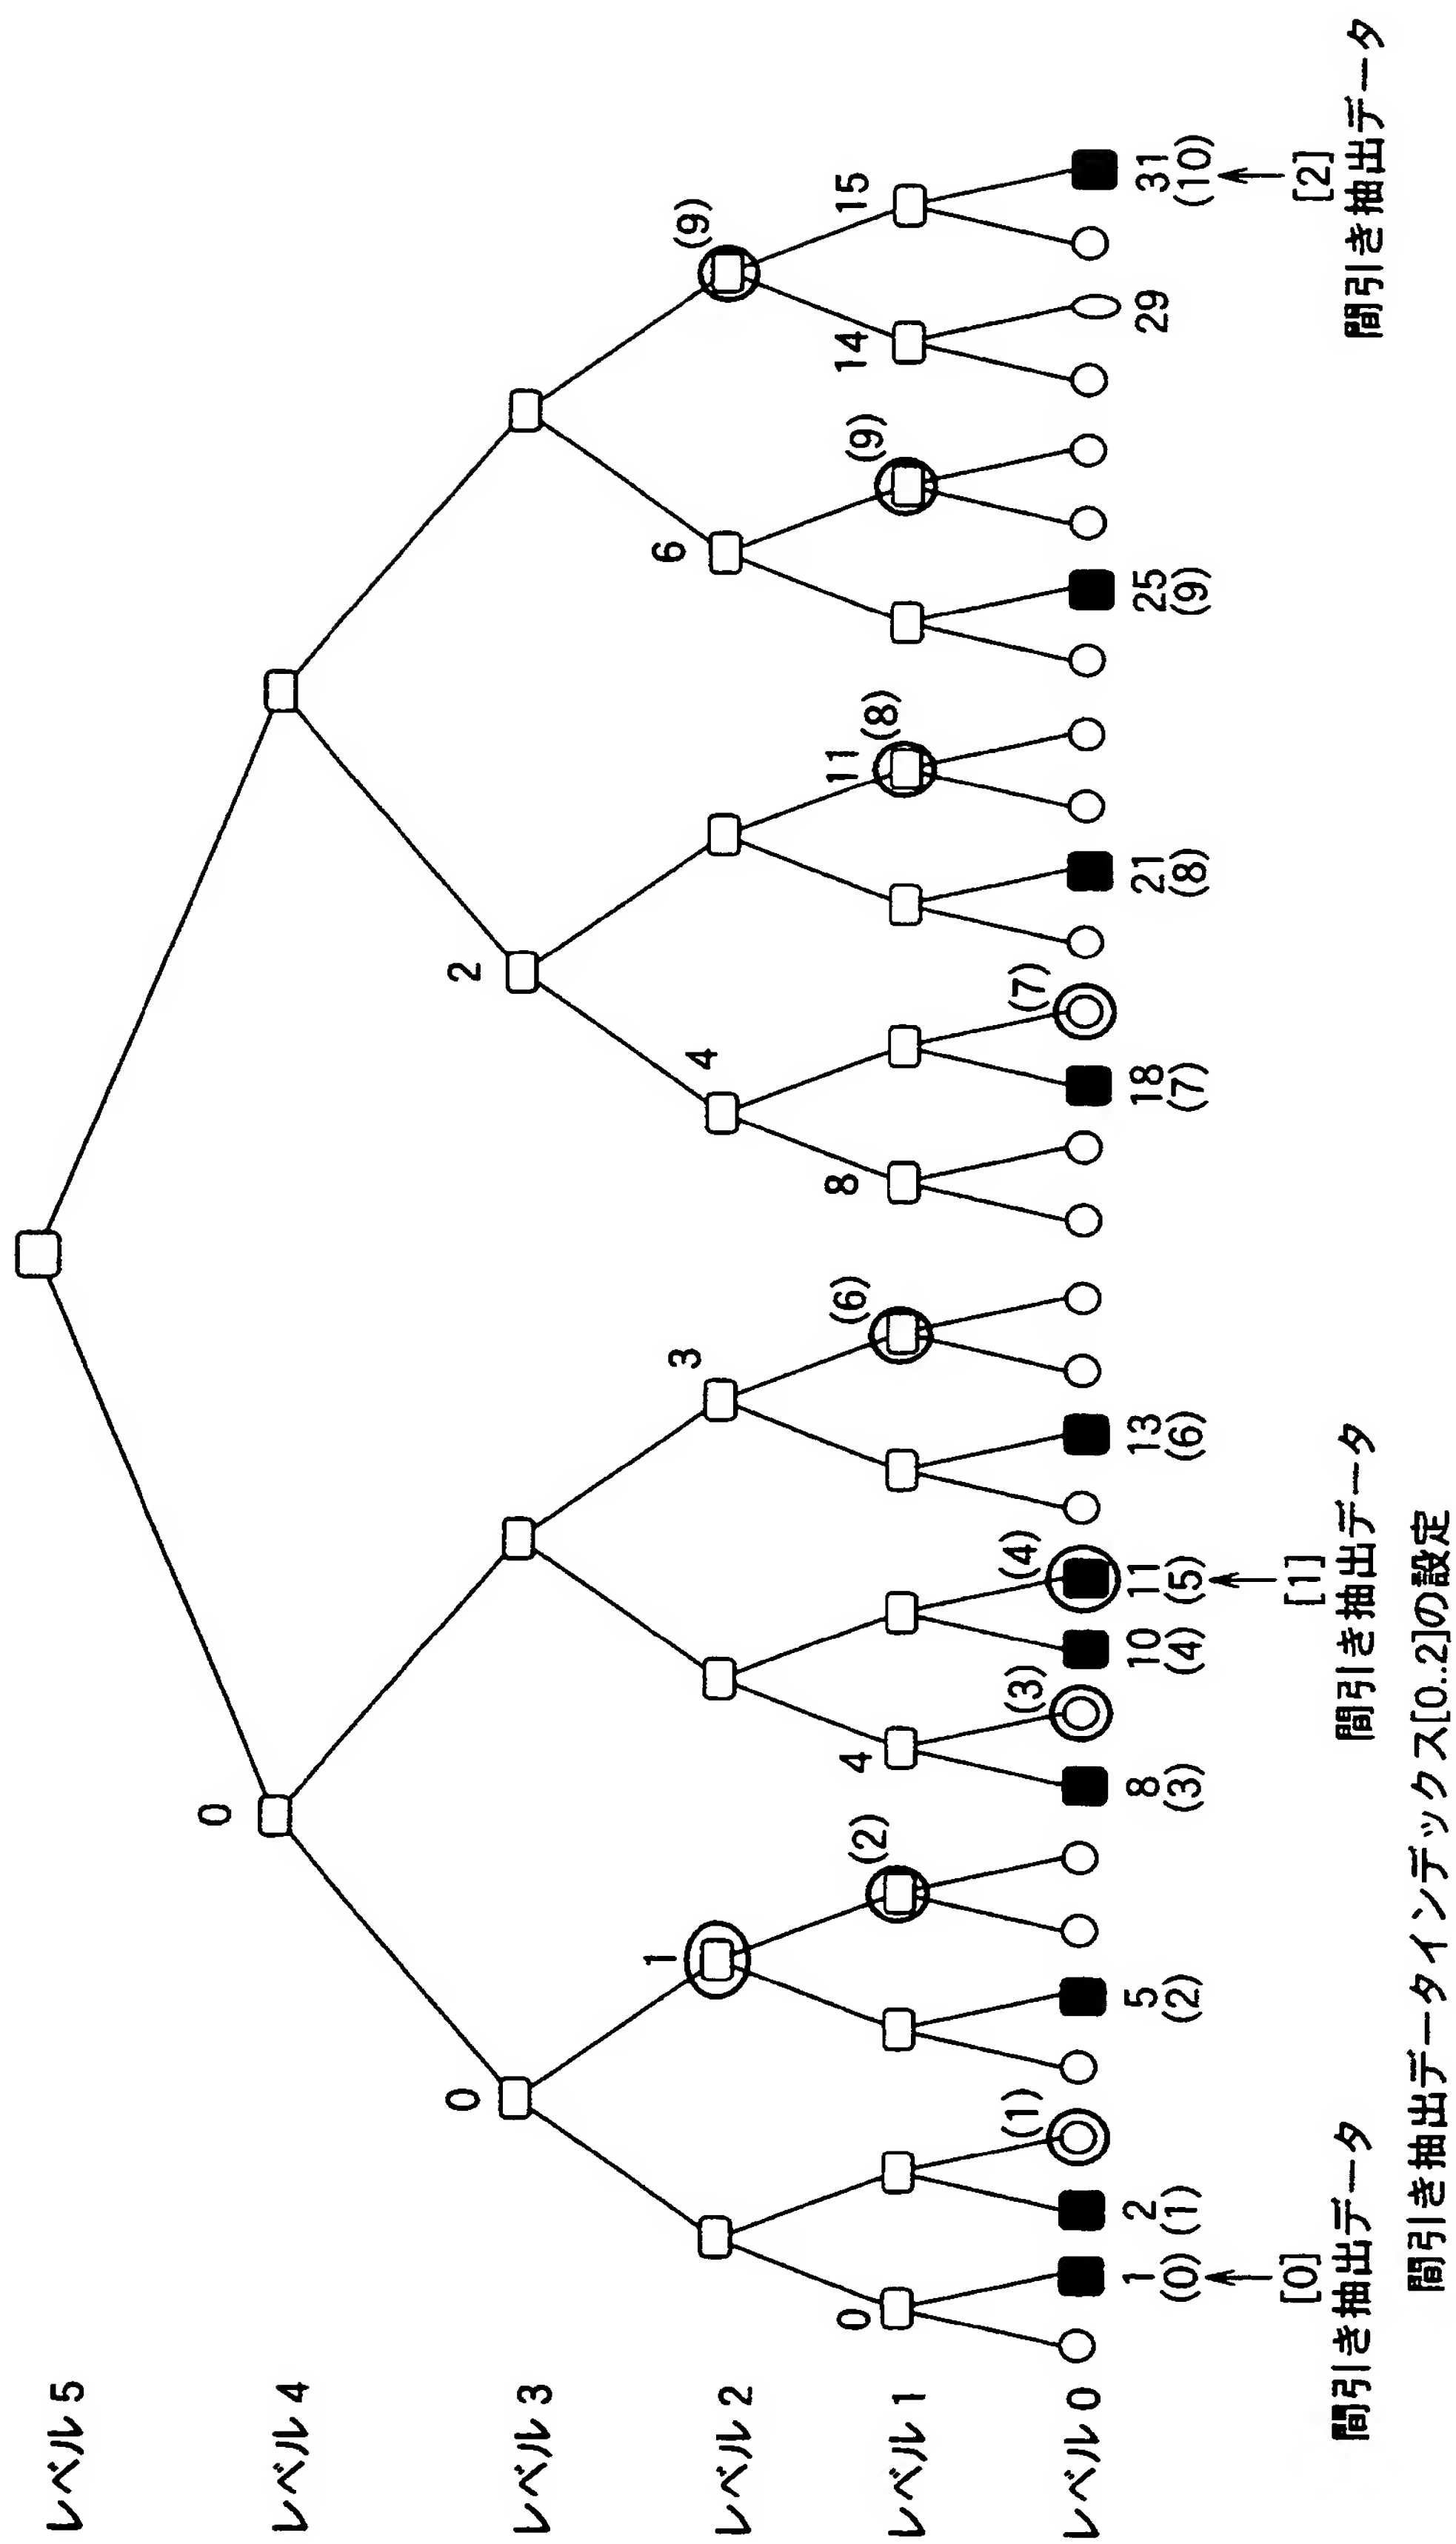 レベル 5
0
レベル 4
0 2
レベル 3
1 3 4 6 (9)
レベル 2
0 (2) 4 (6) 8 11 (8) (9) 14 15
レベル 1
(1) (3) (4) (7)
レベル 0
1 2 5 8 10 11 13 18 21 25 29 31
(0) (1) (2) (3) (4) (5) (6) (7) (8) (9) (10)
[0] [1] [2]
間引き抽出データ 間引き抽出データ 間引き抽出データ
間引き抽出データインデックス[0..2]の設定